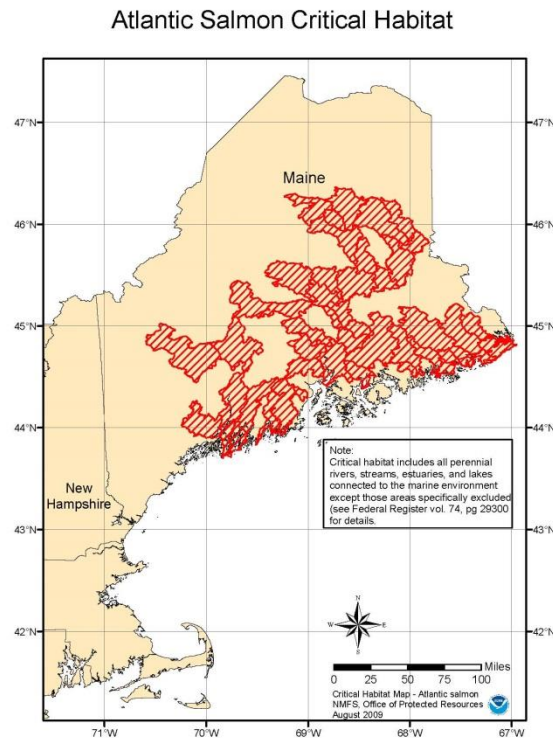 Atlantic Salmon Critical Habitat
47°N
47°N
Maine
46°N
46°N
45°N
45°N
44°N
44°N
Note:
Critical habitat includes all perennial
rivers, streams, estuaries, and lakes
connected to the marine environment
except those areas specifically excluded
(see Federal Register vol. 74, pg 29300
for details.
New
Hampshire
43°N
43°N
N
W
E
S
42°N
42°N
Miles
0 25 50 75 100
Critical Habitat Map - Atlantic salmon
NMFS, Office of Protected Resources
August 2009
71°W
70°W
69°W
68°W
67°W